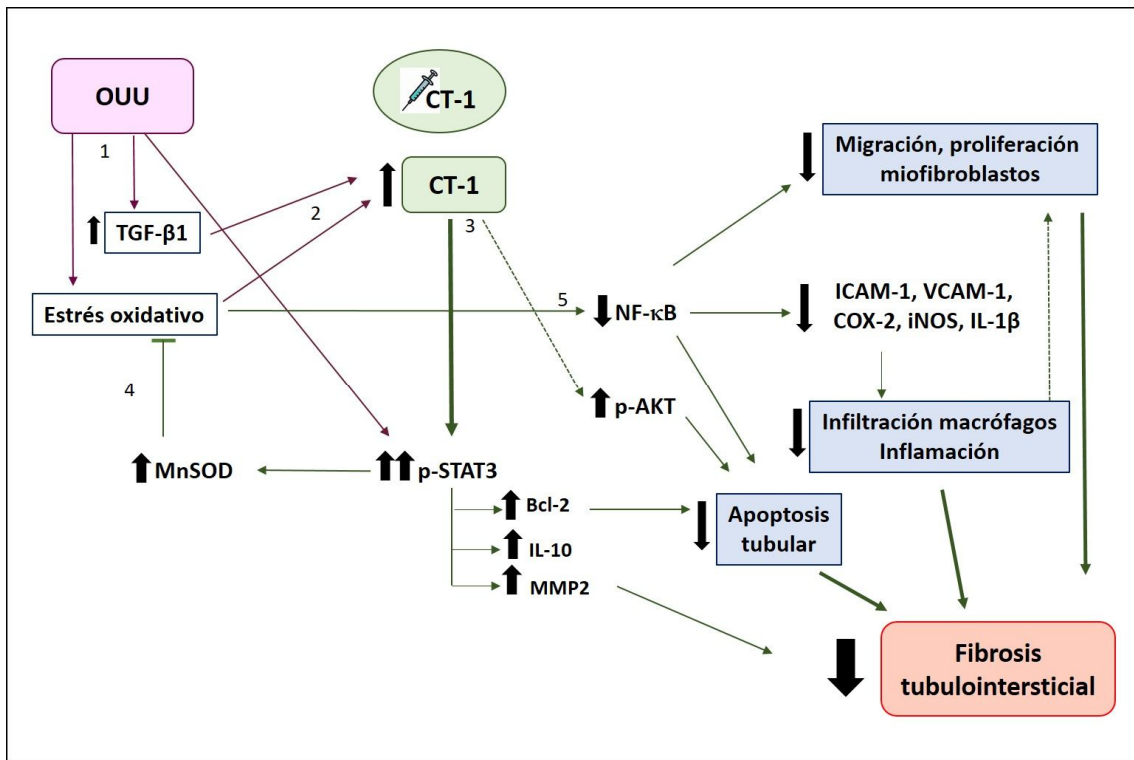 OUU
CT-1
1
CT-1
2
3
TGF-β1
Estrés oxidativo
4
5
NF-κB
p-AKT
MnSOD
p-STAT3
Bcl-2
IL-10
MMP2
Migración, proliferación
miofibroblastos
ICAM-1, VCAM-1,
COX-2, iNOS, IL-1β
Infiltración macrófagos
Inflamación
Apoptosis
tubular
Fibrosis
tubulointersticial